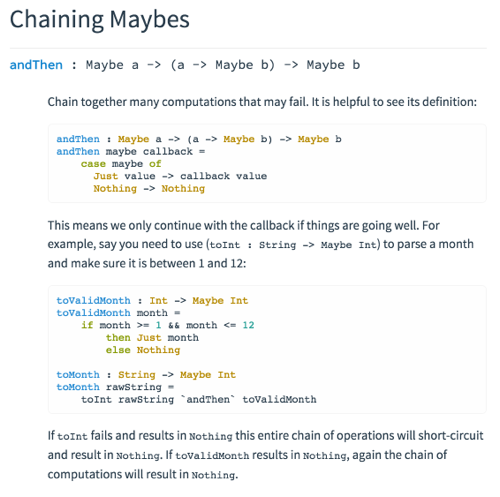 Chaining Maybes
andThen : Maybe a -> (a -> Maybe b) -> Maybe b
Chain together many computations that may fail. It is helpful to see its definition:
andThen : Maybe a -> (a -> Maybe b) -> Maybe b
andThen maybe callback =
    case maybe of
      Just value -> callback value
      Nothing -> Nothing
This means we only continue with the callback if things are going well. For
example, say you need to use (toInt : String -> Maybe Int) to parse a month
and make sure it is between 1 and 12:
toValidMonth : Int -> Maybe Int
toValidMonth month =
    if month >= 1 && month <= 12
        then Just month
        else Nothing
toMonth : String -> Maybe Int
toMonth rawString =
    toInt rawString `andThen` toValidMonth
If toInt fails and results in Nothing this entire chain of operations will short-circuit
and result in Nothing. If toValidMonth results in Nothing, again the chain of
computations will result in Nothing.